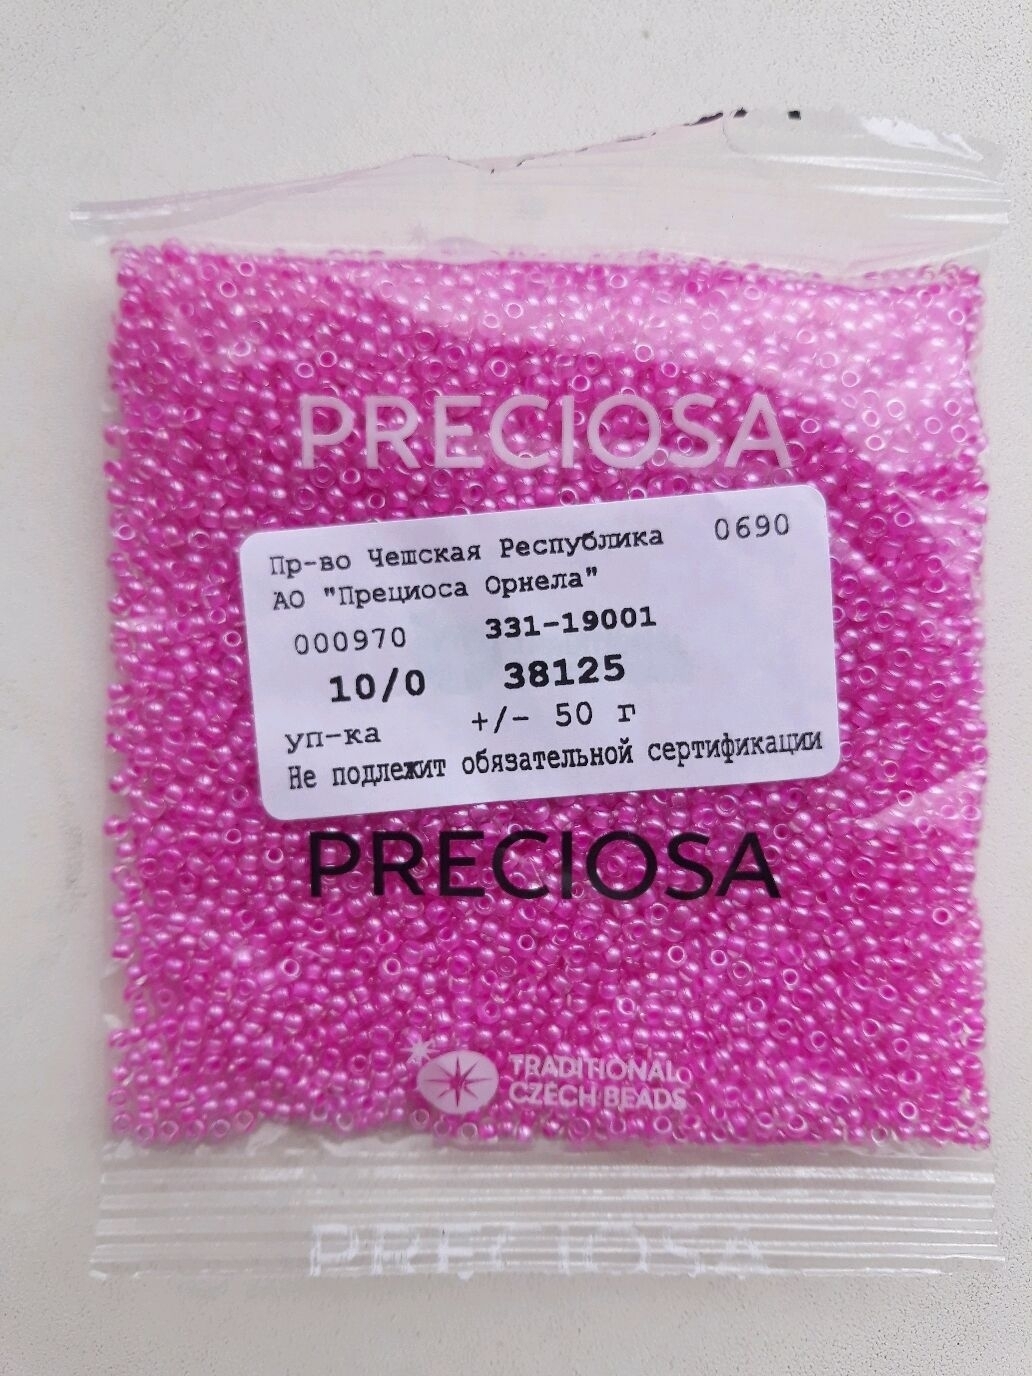 PRECIOSA
Пр-во Чешская Республика 0690
АО "Прециоса Орнела"
000970 331-19001
10/0 38125
уп-ка +/- 50 г
Не подлежит обязательной сертификации
PRECIOSA
TRADITIONAL
CZECH BEADS
PRECIOSA